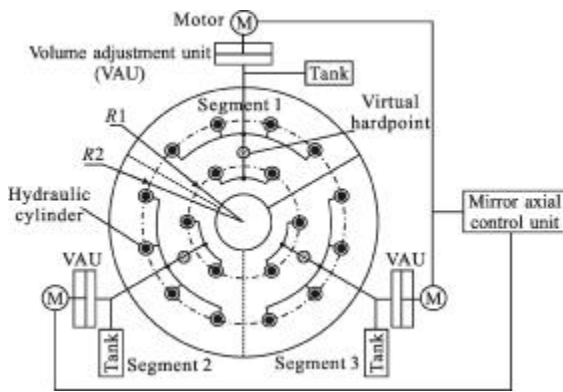 Motor
M
Volume adjustment unit
(VAU)
Tank
Segment 1
Virtual
hardpoint
R1
R2
Hydraulic
cylinder
Mirror axial
control unit
VAU
VAU
M
M
Tank
Segment 2
Segment 3
Tank